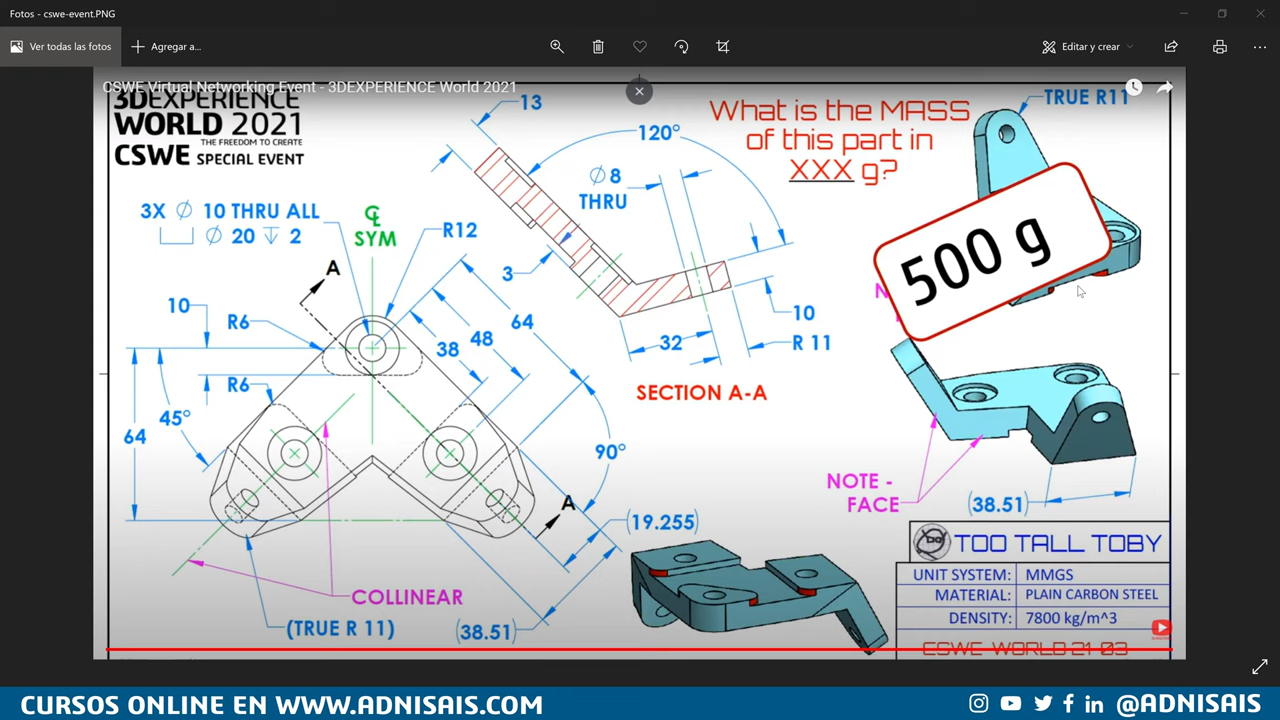 Fotos - cswe-event.PNG
Ver todas las fotos
Agregar a...
Editar y crear
CSWE Virtual Networking Event - 3DEXPERIENCE World 2021
3DEXPERIENCE
WORLD 2021
THE FREEDOM TO CREATE
CSWE SPECIAL EVENT
What is the MASS
of this part in
XXX g?
TRUE R11
13
120°
Ø 8
THRU
3X Ø 10 THRU ALL
⌴ Ø 20 ↧ 2
℄
SYM
R12
A
3
10
R6
64
48
38
32
10
R 11
500 g
N
SECTION A-A
R6
45°
64
90°
A
NOTE -
FACE
(38.51)
(19.255)
COLLINEAR
(TRUE R 11)
(38.51)
TOO TALL TOBY
UNIT SYSTEM: MMGS
MATERIAL: PLAIN CARBON STEEL
DENSITY: 7800 kg/m^3
CSWE WORLD 21-03
CURSOS ONLINE EN WWW.ADNISAIS.COM
@ADNISAIS